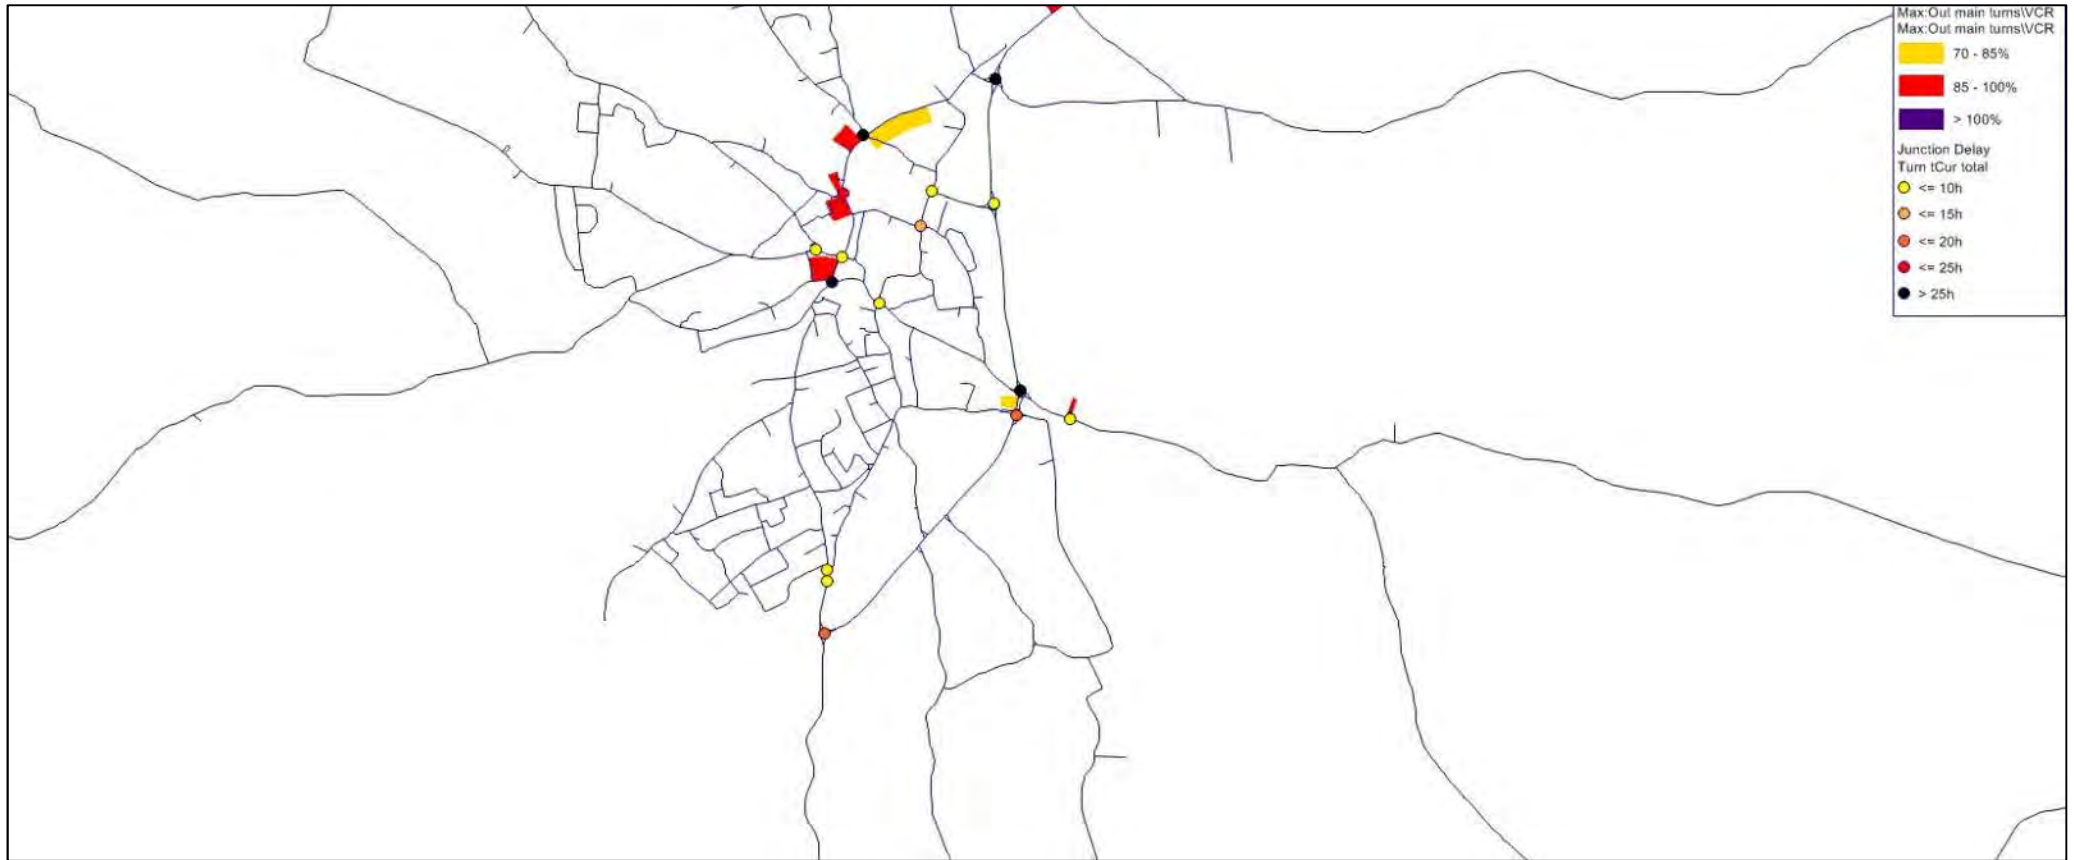 Max:Out main turns\VCR
Max:Out main turns\VCR
70 - 85%
85 - 100%
> 100%
Junction Delay
Turn tCur total
<= 10h
<= 15h
<= 20h
<= 25h
> 25h